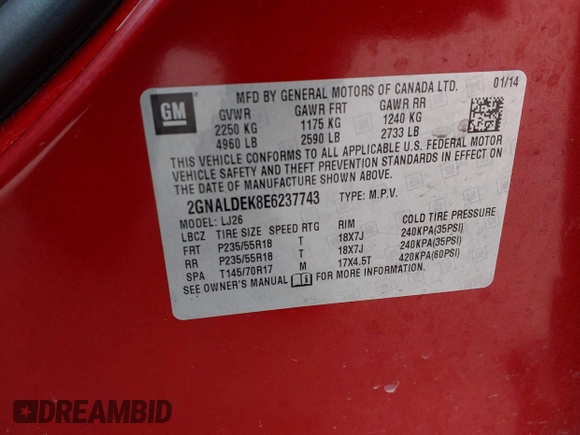 GM
MFD BY GENERAL MOTORS OF CANADA LTD. 01/14
GVWR GAWR FRT GAWR RR
2250 KG 1175 KG 1240 KG
4960 LB 2590 LB 2733 LB
THIS VEHICLE CONFORMS TO ALL APPLICABLE U.S. FEDERAL MOTOR
VEHICLE SAFETY AND THEFT PREVENTION STANDARDS IN EFFECT ON
THE DATE OF MANUFACTURE SHOWN ABOVE.
2GNALDEK8E6237743 TYPE: M.P.V.
MODEL: LJ26
LBCZ TIRE SIZE SPEED RTG RIM COLD TIRE PRESSURE
FRT P235/55R18 T 18X7J 240KPA(35PSI)
RR P235/55R18 T 18X7J 240KPA(35PSI)
SPA T145/70R17 M 17X4.5T 420KPA(60PSI)
SEE OWNER'S MANUAL FOR MORE INFORMATION.
DREAMBID